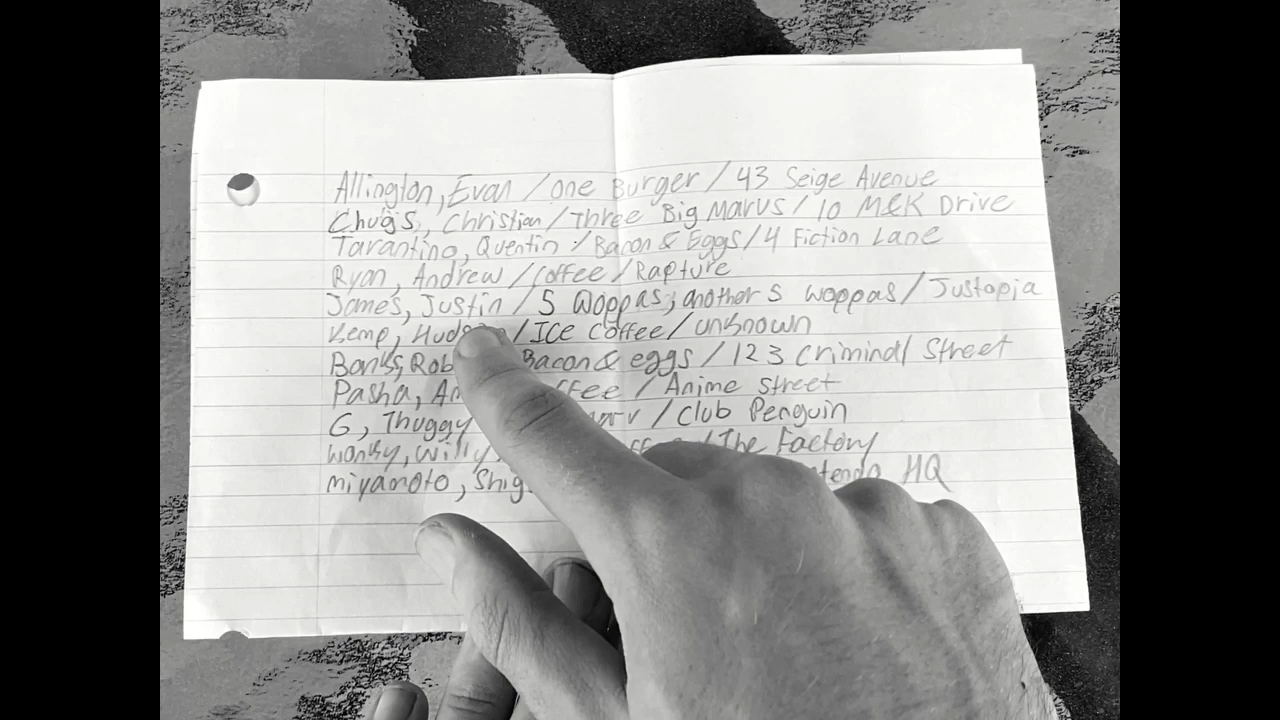 Allington, Evan / one Burger / 43 Seige Avenue
Chugs, Christian / Three Big Marvs / 10 M&K Drive
Tarantino, Quentin / Bacon & Eggs / 4 Fiction Lane
Ryan, Andrew / Coffee / Rapture
James, Justin / 5 Woppas, another 5 woppas / Justopia
Kemp, / ICe Coffee / unknown
Banks, Bacon & eggs / 123 Criminal Street
Pasha, / Anime street
G, Thuggy / Club Penguin
Wonky, Willy / The Factory
miyamoto, HQ